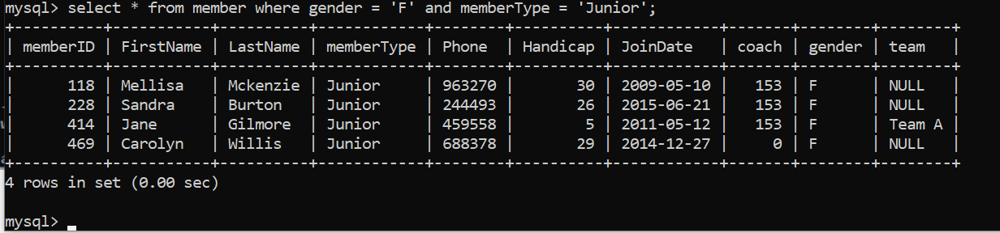 mysql> select * from member where gender = 'F' and memberType = 'Junior';
+----------+-----------+----------+------------+--------+----------+------------+-------+--------+--------+
| memberID | FirstName | LastName | memberType | Phone  | Handicap | JoinDate   | coach | gender | team   |
+----------+-----------+----------+------------+--------+----------+------------+-------+--------+--------+
|      118 | Mellisa   | Mckenzie | Junior     | 963270 |       30 | 2009-05-10 |   153 | F      | NULL   |
|      228 | Sandra    | Burton   | Junior     | 244493 |       26 | 2015-06-21 |   153 | F      | NULL   |
|      414 | Jane      | Gilmore  | Junior     | 459558 |        5 | 2011-05-12 |   153 | F      | Team A |
|      469 | Carolyn   | Willis   | Junior     | 688378 |       29 | 2014-12-27 |     0 | F      | NULL   |
+----------+-----------+----------+------------+--------+----------+------------+-------+--------+--------+
4 rows in set (0.00 sec)
mysql>